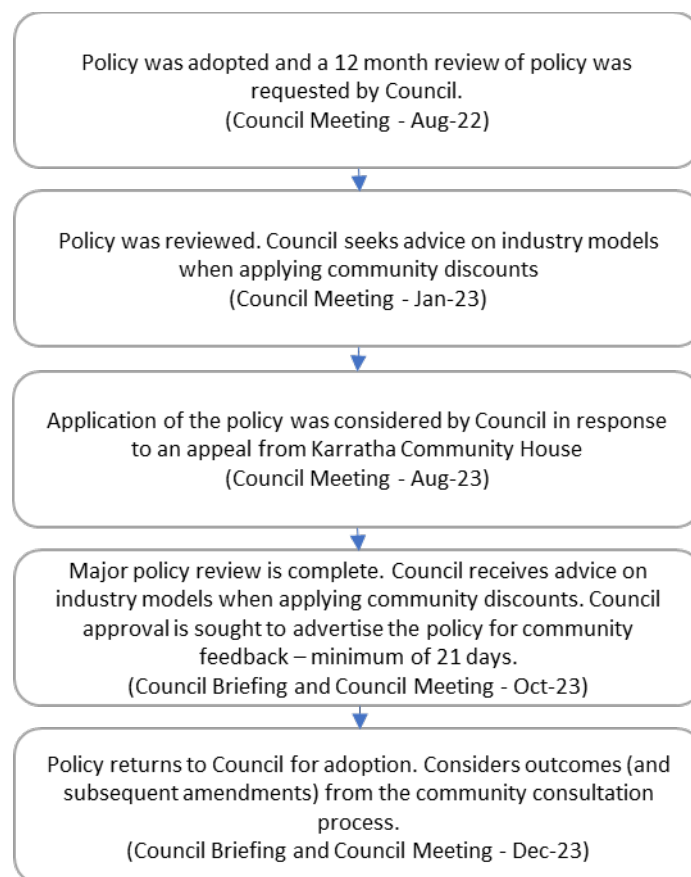 Policy was adopted and a 12 month review of policy was
requested by Council.
(Council Meeting - Aug-22)
Policy was reviewed. Council seeks advice on industry models
when applying community discounts
(Council Meeting - Jan-23)
Application of the policy was considered by Council in response
to an appeal from Karratha Community House
(Council Meeting - Aug-23)
Major policy review is complete. Council receives advice on
industry models when applying community discounts. Council
approval is sought to advertise the policy for community
feedback – minimum of 21 days.
(Council Briefing and Council Meeting - Oct-23)
Policy returns to Council for adoption. Considers outcomes (and
subsequent amendments) from the community consultation
process.
(Council Briefing and Council Meeting - Dec-23)